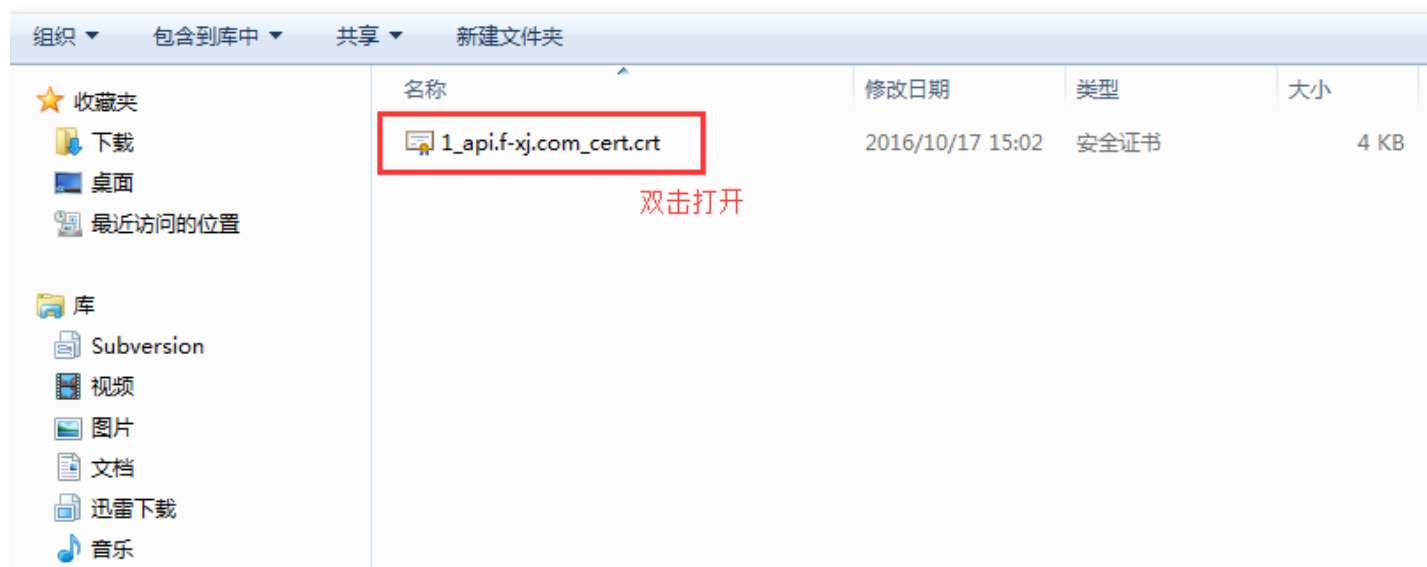 组织 包含到库中 共享 新建文件夹
收藏夹
下载
桌面
最近访问的位置
库
Subversion
视频
图片
文档
迅雷下载
音乐
名称 修改日期 类型 大小
1_api.f-xj.com_cert.crt 2016/10/17 15:02 安全证书 4 KB
双击打开